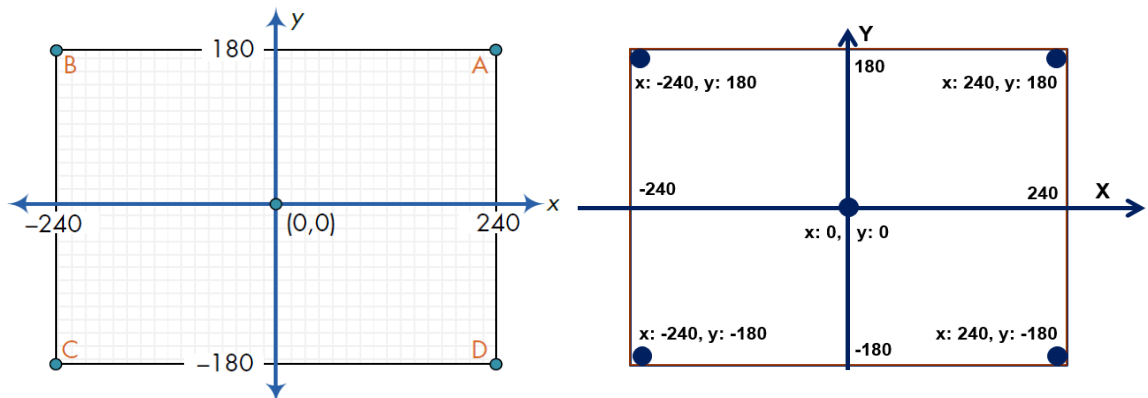 y
180
B
A
x
−240
(0,0)
240
C
D
−180
Y
180
x: -240, y: 180
x: 240, y: 180
-240
240
X
x: 0, y: 0
x: -240, y: -180
x: 240, y: -180
-180